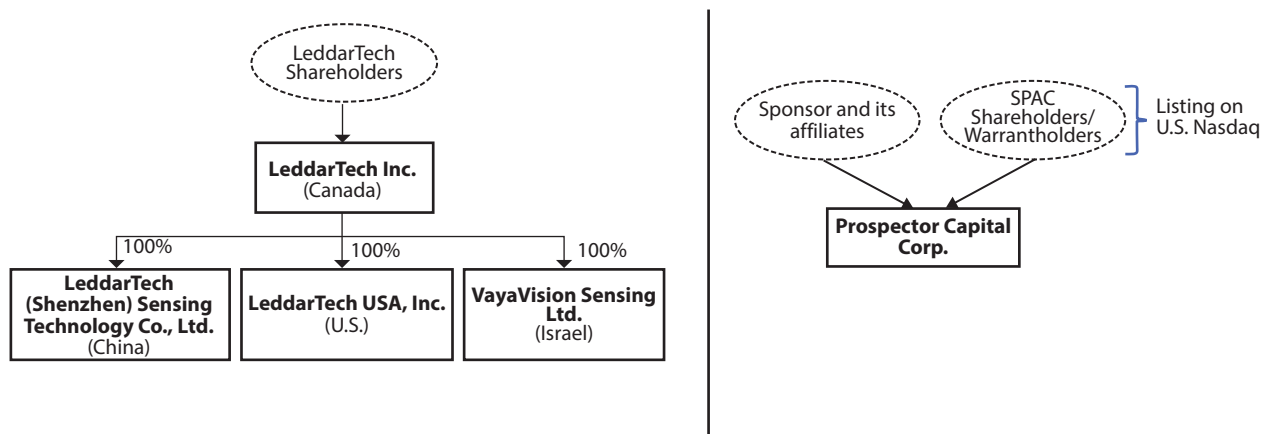 LeddarTech
Shareholders
LeddarTech Inc.
(Canada)
100%
100%
100%
LeddarTech
(Shenzhen) Sensing
Technology Co., Ltd.
(China)
LeddarTech USA, Inc.
(U.S.)
VayaVision Sensing
Ltd.
(Israel)
Sponsor and its
affiliates
SPAC
Shareholders/
Warrantholders
Listing on
U.S. Nasdaq
Prospector Capital
Corp.